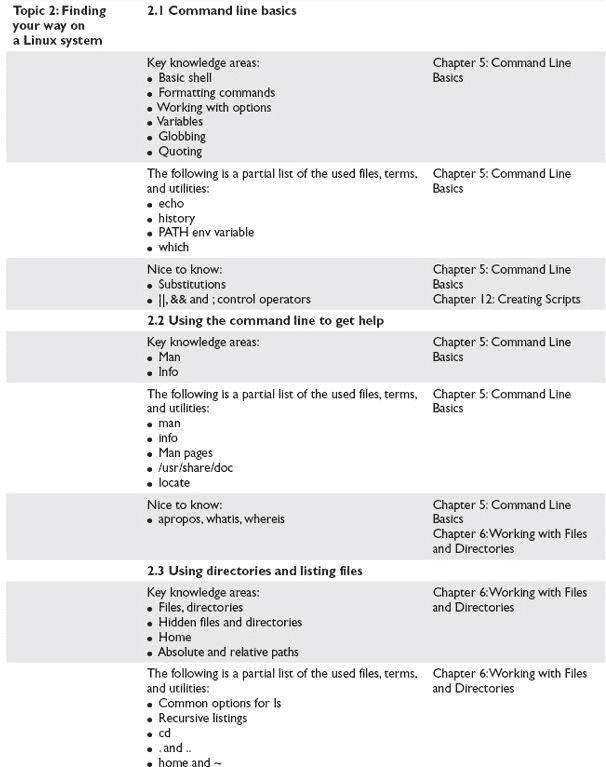 Topic 2: Finding
your way on
a Linux system
2.1 Command line basics
Key knowledge areas:
• Basic shell
• Formatting commands
• Working with options
• Variables
• Globbing
• Quoting
Chapter 5: Command Line
Basics
The following is a partial list of the used files, terms,
and utilities:
• echo
• history
• PATH env variable
• which
Chapter 5: Command Line
Basics
Nice to know:
• Substitutions
• ||, && and ; control operators
Chapter 5: Command Line
Basics
Chapter 12: Creating Scripts
2.2 Using the command line to get help
Key knowledge areas:
• Man
• Info
Chapter 5: Command Line
Basics
The following is a partial list of the used files, terms,
and utilities:
• man
• info
• Man pages
• /usr/share/doc
• locate
Chapter 5: Command Line
Basics
Nice to know:
• apropos, whatis, whereis
Chapter 5: Command Line
Basics
Chapter 6: Working with Files
and Directories
2.3 Using directories and listing files
Key knowledge areas:
• Files, directories
• Hidden files and directories
• Home
• Absolute and relative paths
Chapter 6: Working with Files
and Directories
The following is a partial list of the used files, terms,
and utilities:
• Common options for ls
• Recursive listings
• cd
• . and ..
• home and ~
Chapter 6: Working with Files
and Directories